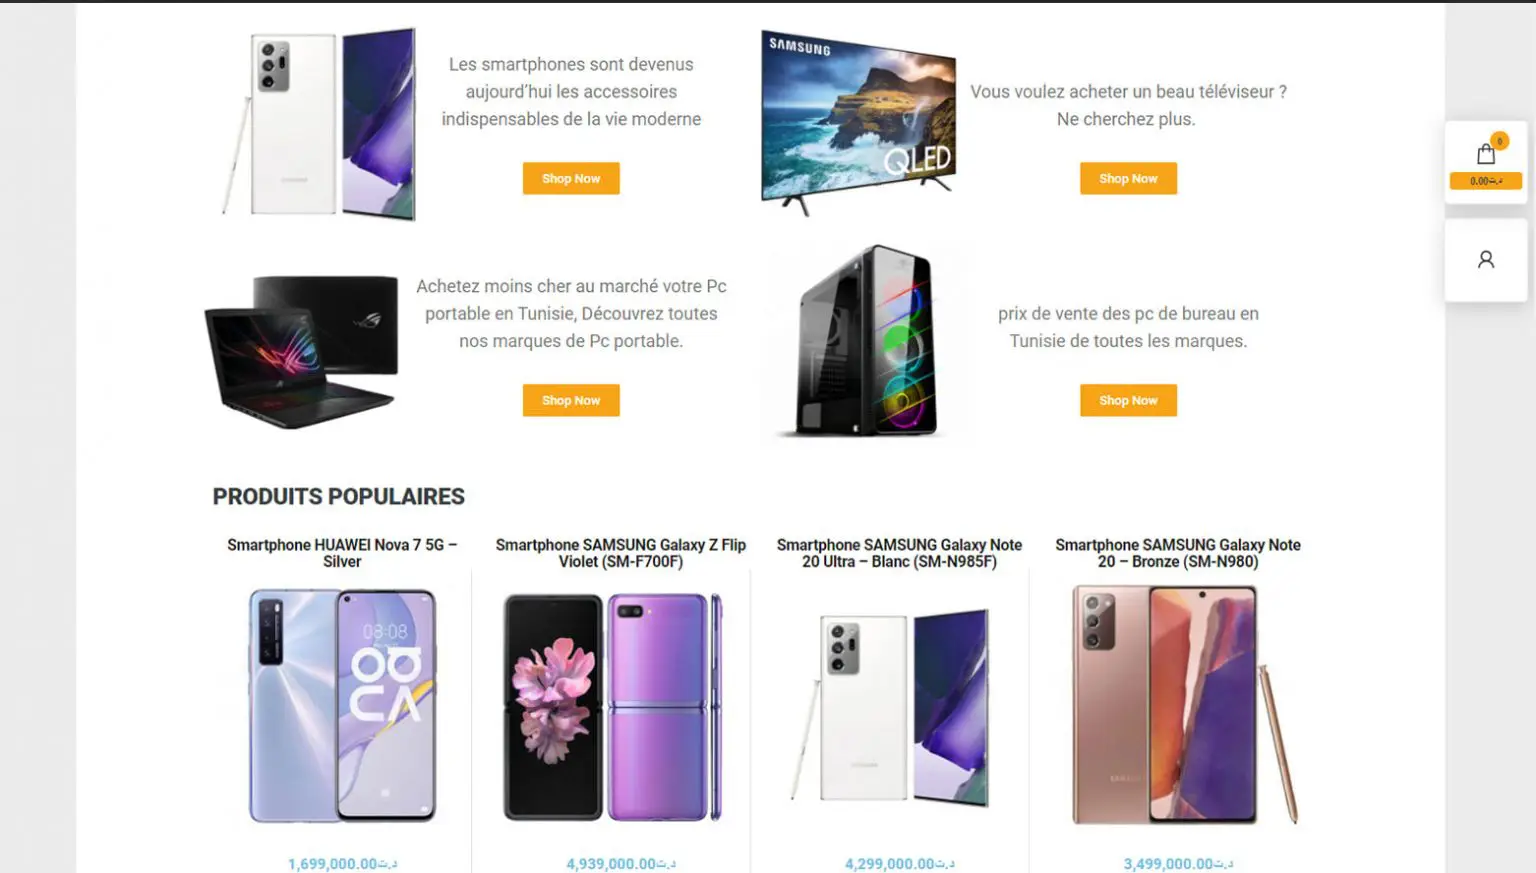 Les smartphones sont devenus
aujourd’hui les accessoires
indispensables de la vie moderne
Shop Now
SAMSUNG
QLED
Vous voulez acheter un beau téléviseur ?
Ne cherchez plus.
Shop Now
0
0.00د.ت
Achetez moins cher au marché votre Pc
portable en Tunisie, Découvrez toutes
nos marques de Pc portable.
Shop Now
prix de vente des pc de bureau en
Tunisie de toutes les marques.
Shop Now
PRODUITS POPULAIRES
Smartphone HUAWEI Nova 7 5G –
Silver
08:08
1,699,000.00د.ت
Smartphone SAMSUNG Galaxy Z Flip
Violet (SM-F700F)
4,939,000.00د.ت
Smartphone SAMSUNG Galaxy Note
20 Ultra – Blanc (SM-N985F)
4,299,000.00د.ت
Smartphone SAMSUNG Galaxy Note
20 – Bronze (SM-N980)
3,499,000.00د.ت